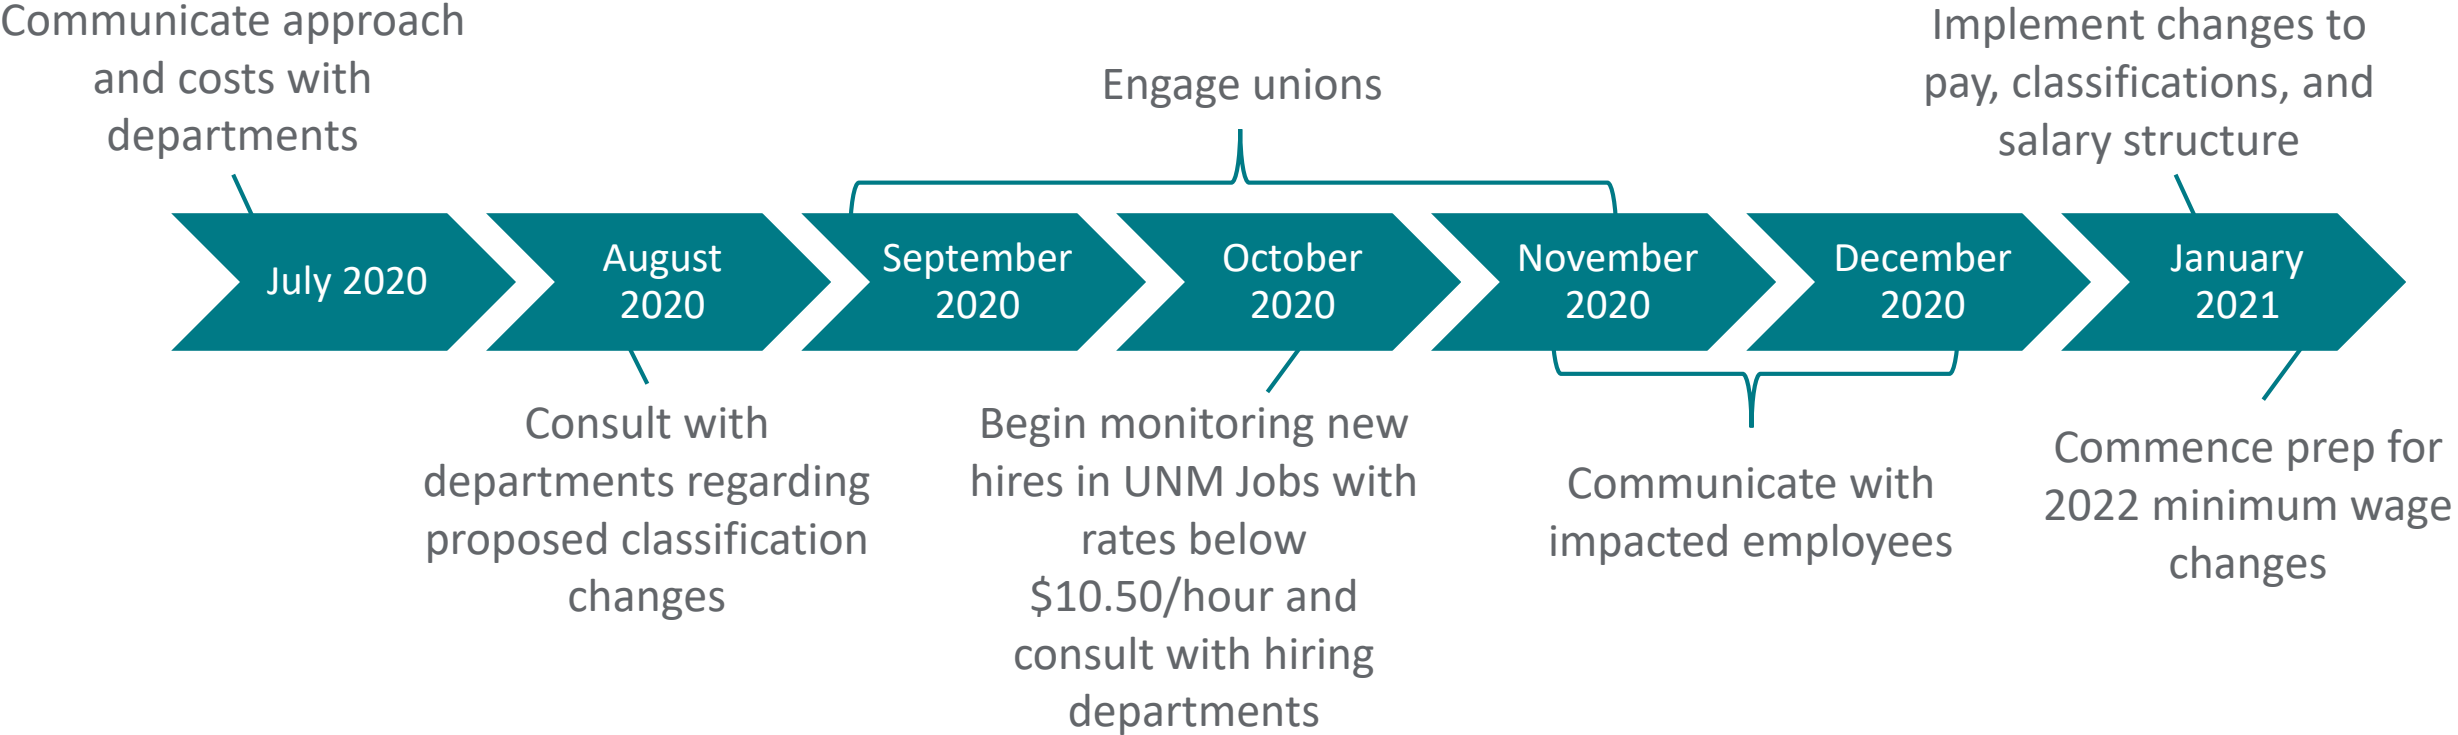 Communicate approach
and costs with
departments
Engage unions
Implement changes to
pay, classifications, and
salary structure
July 2020
August
2020
September
2020
October
2020
November
2020
December
2020
January
2021
Consult with
departments regarding
proposed classification
changes
Begin monitoring new
hires in UNM Jobs with
rates below
$10.50/hour and
consult with hiring
departments
Communicate with
impacted employees
Commence prep for
2022 minimum wage
changes